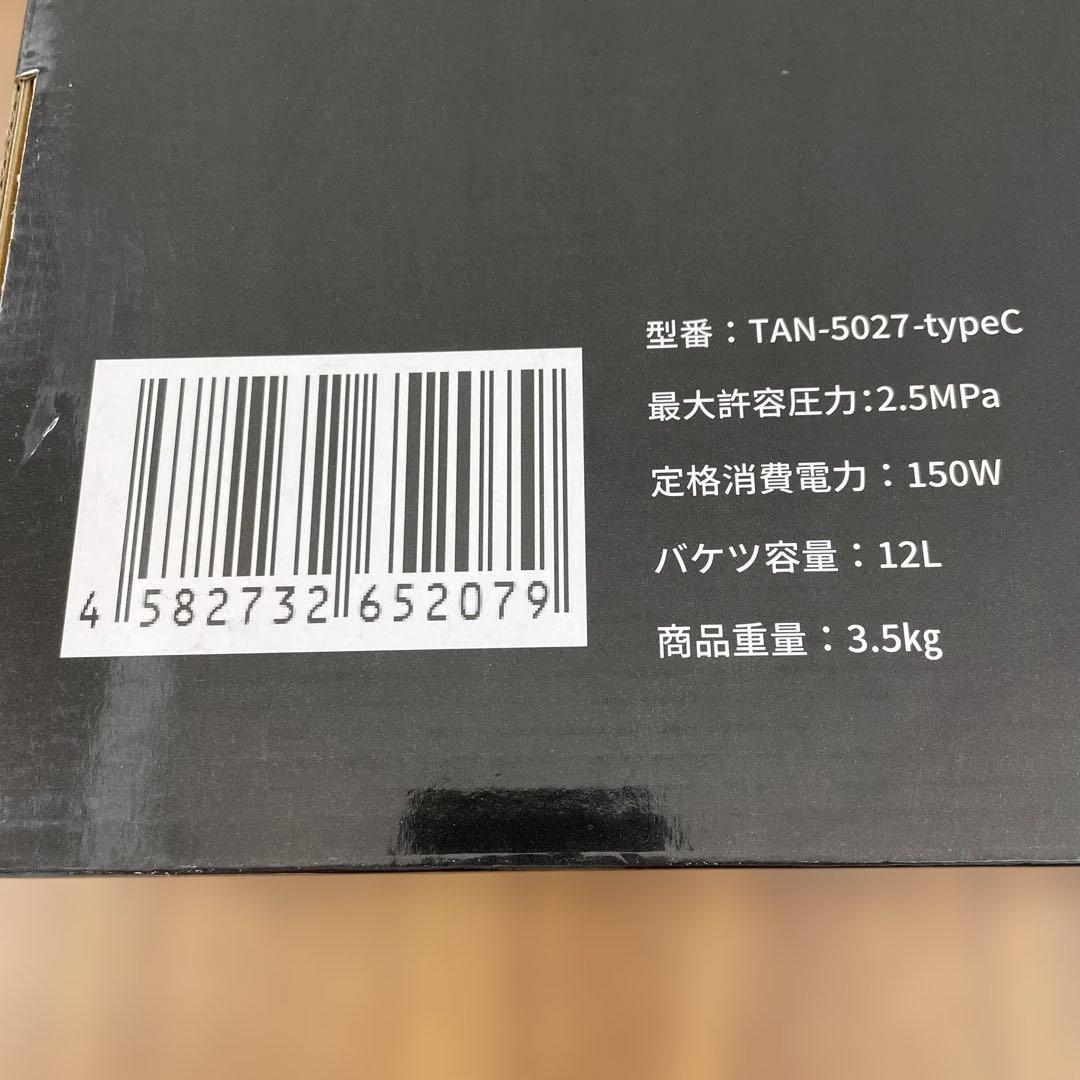 型番：TAN-5027-typeC
最大許容圧力:2.5MPa
定格消費電力：150W
バケツ容量：12L
商品重量：3.5kg
4 582732 652079